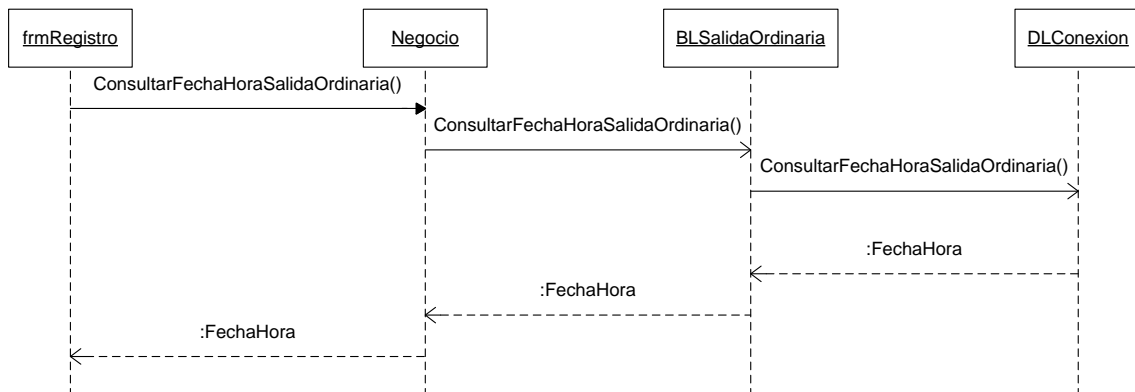 frmRegistro
Negocio
BLSalidaOrdinaria
DLConexion
ConsultarFechaHoraSalidaOrdinaria()
ConsultarFechaHoraSalidaOrdinaria()
ConsultarFechaHoraSalidaOrdinaria()
:FechaHora
:FechaHora
:FechaHora